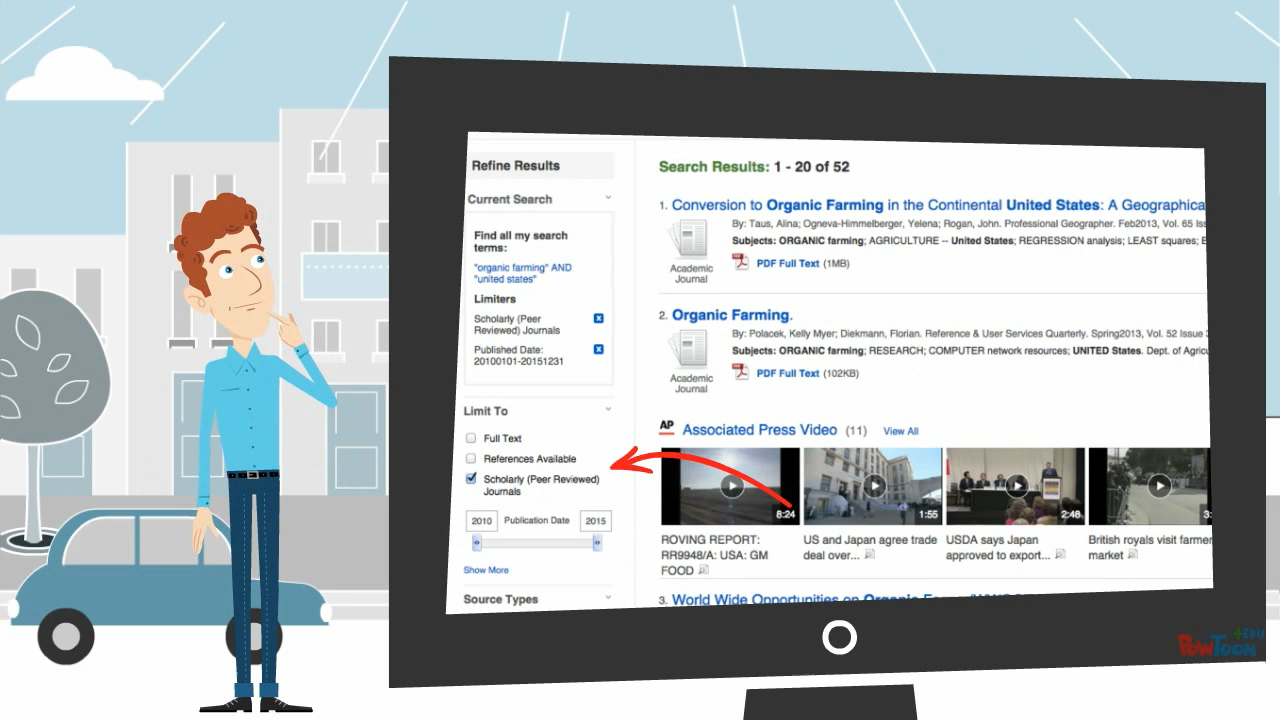 Refine Results
Current Search
Find all my search
terms:
"organic farming" AND
"united states"
Limiters
Scholarly (Peer
Reviewed) Journals
Published Date:
20100101-20151231
Limit To
Full Text
References Available
Scholarly (Peer Reviewed)
Journals
2010 Publication Date 2015
Show More
Source Types
Search Results: 1 - 20 of 52
1. Conversion to Organic Farming in the Continental United States: A Geographica
By: Taus, Alina; Ogneva-Himmelberger, Yelena; Rogan, John. Professional Geographer. Feb2013, Vol. 65
Subjects: ORGANIC farming; AGRICULTURE -- United States; REGRESSION analysis; LEAST squares;
Academic
Journal
PDF Full Text (1MB)
2. Organic Farming.
By: Polacek, Kelly Myer; Diekmann, Florian. Reference & User Services Quarterly. Spring2013, Vol. 52 Issue
Subjects: ORGANIC farming; RESEARCH; COMPUTER network resources; UNITED STATES. Dept. of Agricu
Academic
Journal
PDF Full Text (102KB)
AP Associated Press Video (11) View All
8:24
1:55
2:48
3:
ROVING REPORT:
RR9948/A: USA: GM
FOOD
US and Japan agree trade
deal over...
USDA says Japan
approved to export...
British royals visit farmer
market
3. World Wide Opportunities on Organic
POWTOON
4EDU